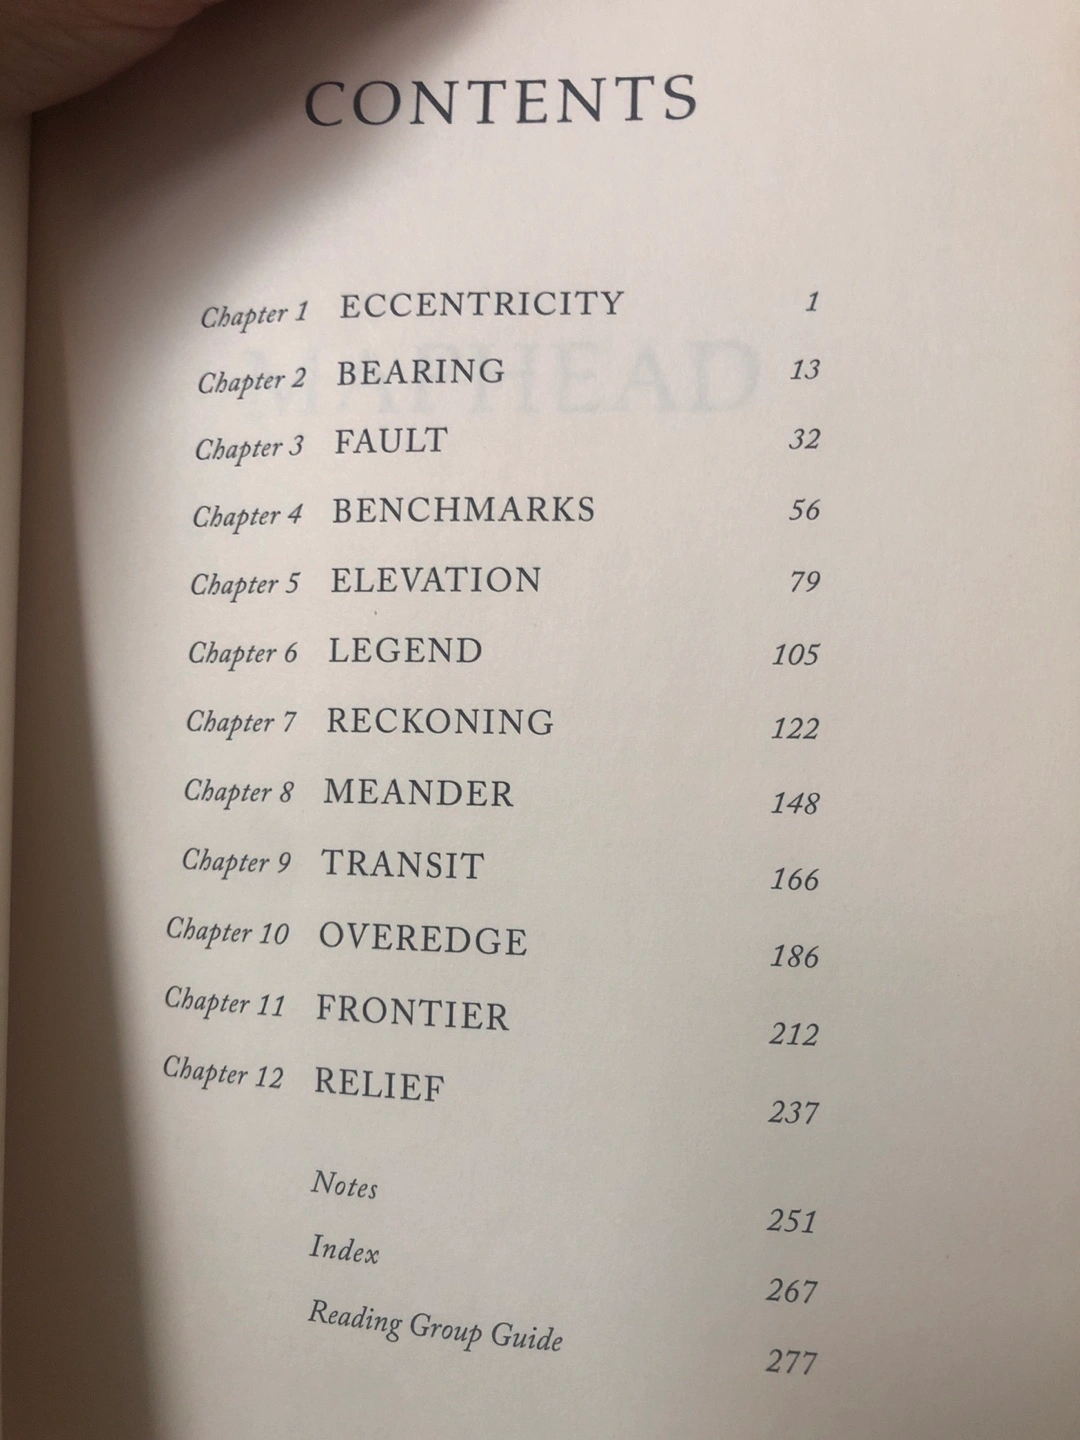 CONTENTS
Chapter 1 ECCENTRICITY 1
Chapter 2 BEARING 13
Chapter 3 FAULT 32
Chapter 4 BENCHMARKS 56
Chapter 5 ELEVATION 79
Chapter 6 LEGEND 105
Chapter 7 RECKONING 122
Chapter 8 MEANDER 148
Chapter 9 TRANSIT 166
Chapter 10 OVEREDGE 186
Chapter 11 FRONTIER 212
Chapter 12 RELIEF 237
Notes 251
Index 267
Reading Group Guide 277
MAPHEAD